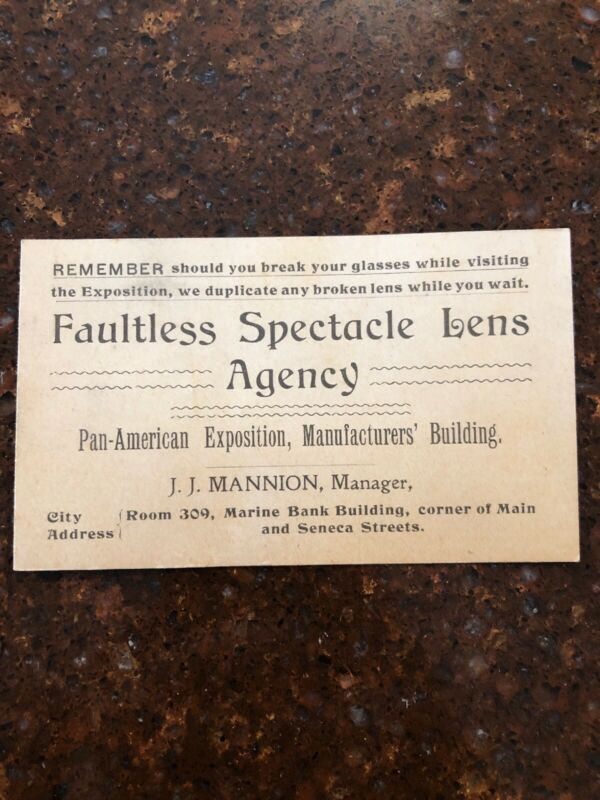 REMEMBER should you break your glasses while visiting
the Exposition, we duplicate any broken lens while you wait.
Faultless Spectacle Lens
Agency
Pan-American Exposition, Manufacturers' Building.
J. J. MANNION, Manager,
City Address { Room 309, Marine Bank Building, corner of Main
and Seneca Streets.